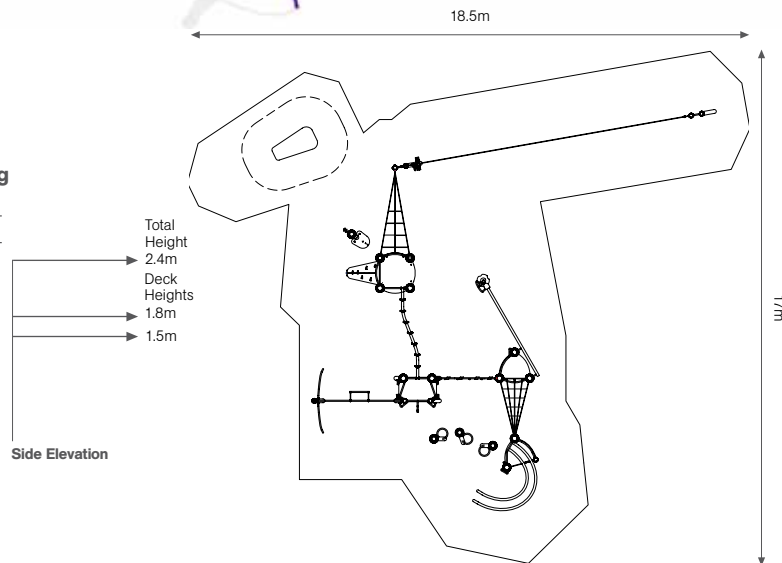 18.5m
g
Total
Height
2.4m
Deck
Heights
1.8m
1.5m
17m
Side Elevation